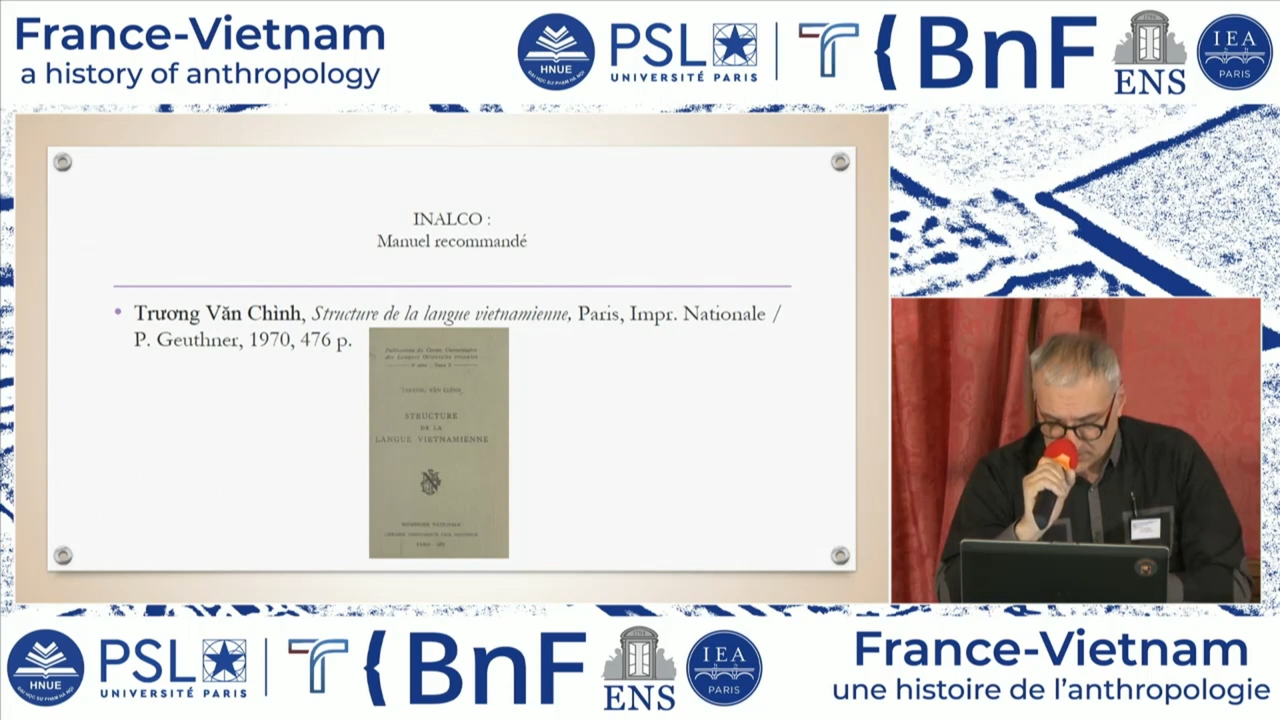 France-Vietnam
a history of anthropology
HNUE
PSL
UNIVERSITÉ PARIS
BnF
ENS
IEA
PARIS
INALCO :
Manuel recommandé
• Trương Văn Chình, Structure de la langue vietnamienne, Paris, Impr. Nationale /
P. Geuthner, 1970, 476 p.
STRUCTURE
DE LA
LANGUE VIETNAMIENNE
HNUE
PSL
UNIVERSITÉ PARIS
BnF
ENS
IEA
PARIS
France-Vietnam
une histoire de l'anthropologie